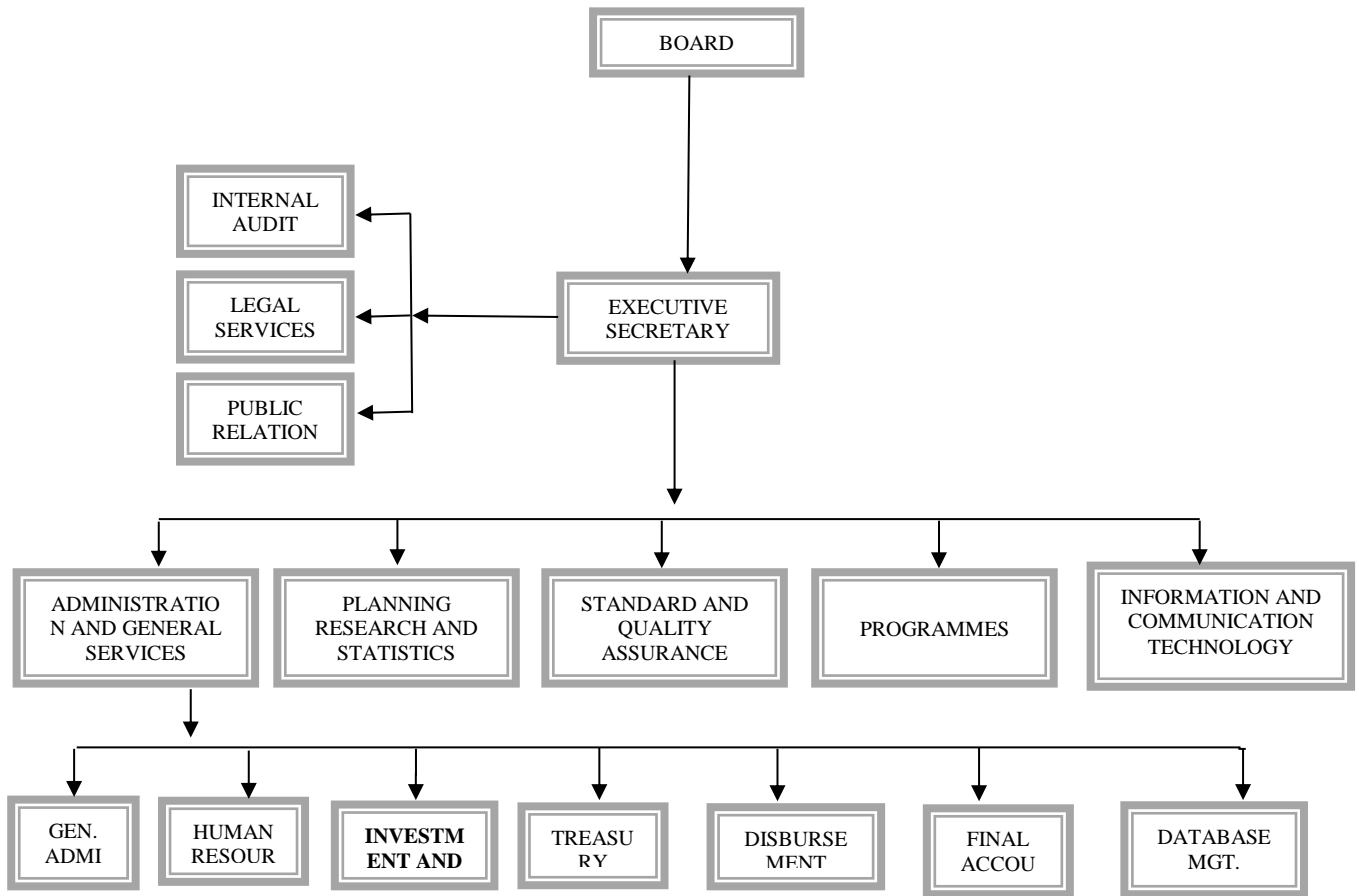 BOARD
INTERNAL
AUDIT
LEGAL
SERVICES
PUBLIC
RELATION
EXECUTIVE
SECRETARY
ADMINISTRATIO
N AND GENERAL
SERVICES
PLANNING
RESEARCH AND
STATISTICS
STANDARD AND
QUALITY
ASSURANCE
PROGRAMMES
INFORMATION AND
COMMUNICATION
TECHNOLOGY
GEN.
ADMI
HUMAN
RESOUR
INVESTM
ENT AND
TREASU
RY
DISBURSE
MENT
FINAL
ACCOU
DATABASE
MGT.